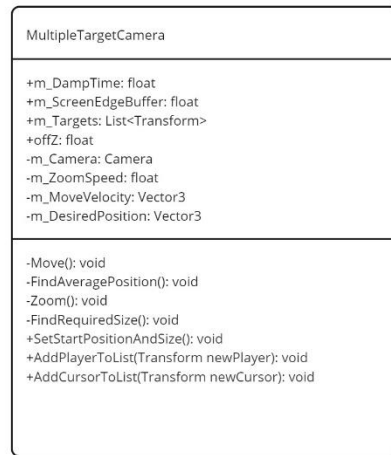 MultipleTargetCamera
+m_DampTime: float
+m_ScreenEdgeBuffer: float
+m_Targets: List<Transform>
+offZ: float
-m_Camera: Camera
-m_ZoomSpeed: float
-m_MoveVelocity: Vector3
-m_DesiredPosition: Vector3
-Move(): void
-FindAveragePosition(): void
-Zoom(): void
-FindRequiredSize(): void
+SetStartPositionAndSize(): void
+AddPlayerToList(Transform newPlayer): void
+AddCursorToList(Transform newCursor): void